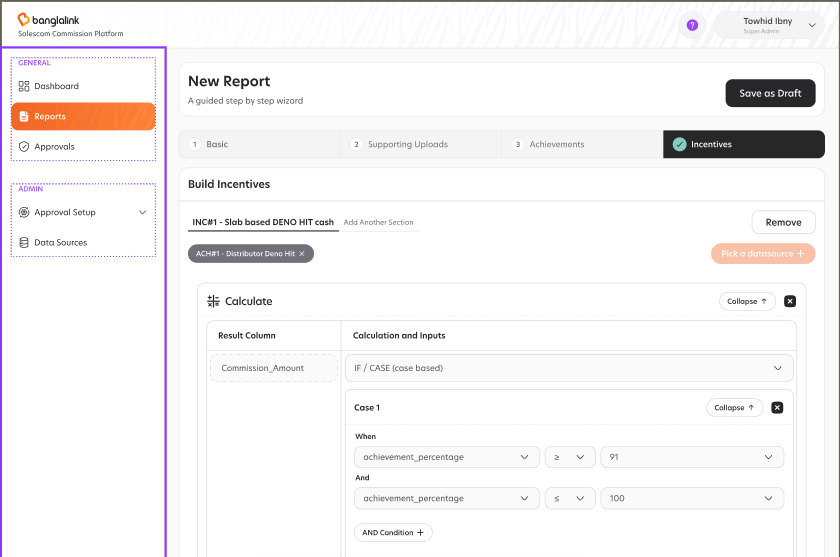 banglalink
Salescom Commission Platform
?
Towhid Ibny
Super Admin
GENERAL
Dashboard
Reports
Approvals
ADMIN
Approval Setup
Data Sources
New Report
A guided step by step wizard
Save as Draft
1 Basic
2 Supporting Uploads
3 Achievements
Incentives
Build Incentives
INC#1 - Slab based DENO HIT cash
Add Another Section
Remove
ACH#1 - Distributor Deno Hit ×
Pick a datasource +
Calculate
Collapse ↑
Result Column
Calculation and Inputs
Commission_Amount
IF / CASE (case based)
Case 1
Collapse ↑
When
achievement_percentage ≥ 91
And
achievement_percentage ≤ 100
AND Condition +